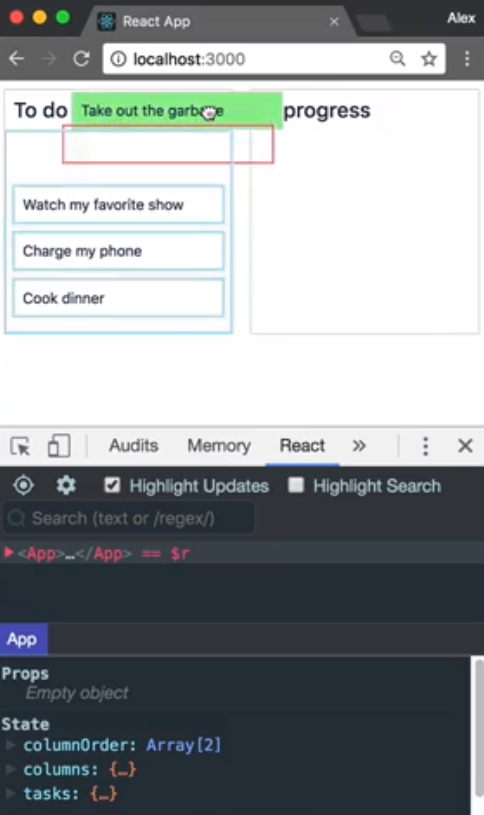 React App
Alex
localhost:3000
To do
Take out the garbage
progress
Watch my favorite show
Charge my phone
Cook dinner
Audits Memory React »
Highlight Updates Highlight Search
Search (text or /regex/)
<App>…</App> == $r
App
Props
Empty object
State
columnOrder: Array[2]
columns: {…}
tasks: {…}